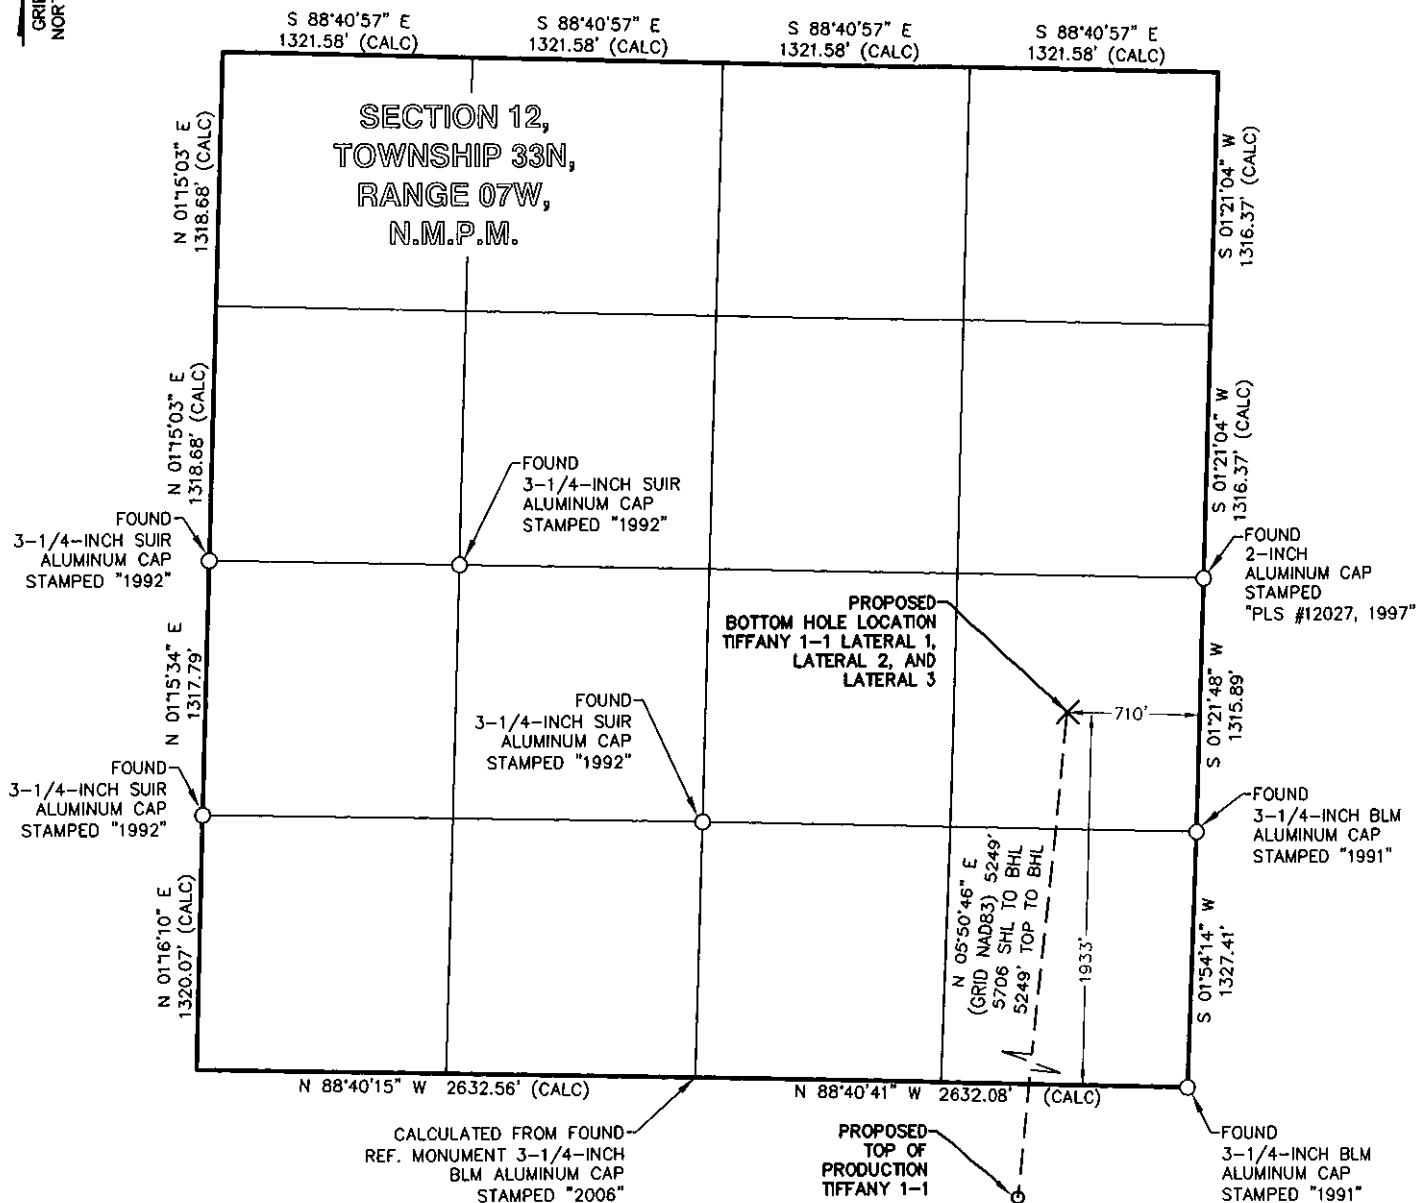 S 88°40'57" E
1321.58' (CALC)
S 88°40'57" E
1321.58' (CALC)
S 88°40'57" E
1321.58' (CALC)
S 88°40'57" E
1321.58' (CALC)
SECTION 12,
TOWNSHIP 33N,
RANGE 07W,
N.M.P.M.
N 01°15'03" E
1318.68' (CALC)
S 01°21'04" W
1316.37' (CALC)
N 01°15'03" E
1318.68' (CALC)
S 01°21'04" W
1316.37' (CALC)
FOUND
3-1/4-INCH SUIR
ALUMINUM CAP
STAMPED "1992"
FOUND
3-1/4-INCH SUIR
ALUMINUM CAP
STAMPED "1992"
FOUND
2-INCH
ALUMINUM CAP
STAMPED
"PLS #12027, 1997"
PROPOSED
BOTTOM HOLE LOCATION
TIFFANY 1-1 LATERAL 1,
LATERAL 2, AND
LATERAL 3
N 01°15'34" E
1317.79'
FOUND
3-1/4-INCH SUIR
ALUMINUM CAP
STAMPED "1992"
710'
S 01°21'48" W
1315.89'
FOUND
3-1/4-INCH SUIR
ALUMINUM CAP
STAMPED "1992"
FOUND
3-1/4-INCH BLM
ALUMINUM CAP
STAMPED "1991"
N 01°16'10" E
1320.07' (CALC)
N 05°50'46" E
(GRID NAD83) 5249'
5706 SHL TO BHL
5249' TOP TO BHL
1933'
S 01°54'14" W
1327.41'
N 88°40'15" W 2632.56' (CALC)
N 88°40'41" W 2632.08' (CALC)
CALCULATED FROM FOUND
REF. MONUMENT 3-1/4-INCH
BLM ALUMINUM CAP
STAMPED "2006"
PROPOSED
TOP OF
PRODUCTION
TIFFANY 1-1
FOUND
3-1/4-INCH BLM
ALUMINUM CAP
STAMPED "1991"